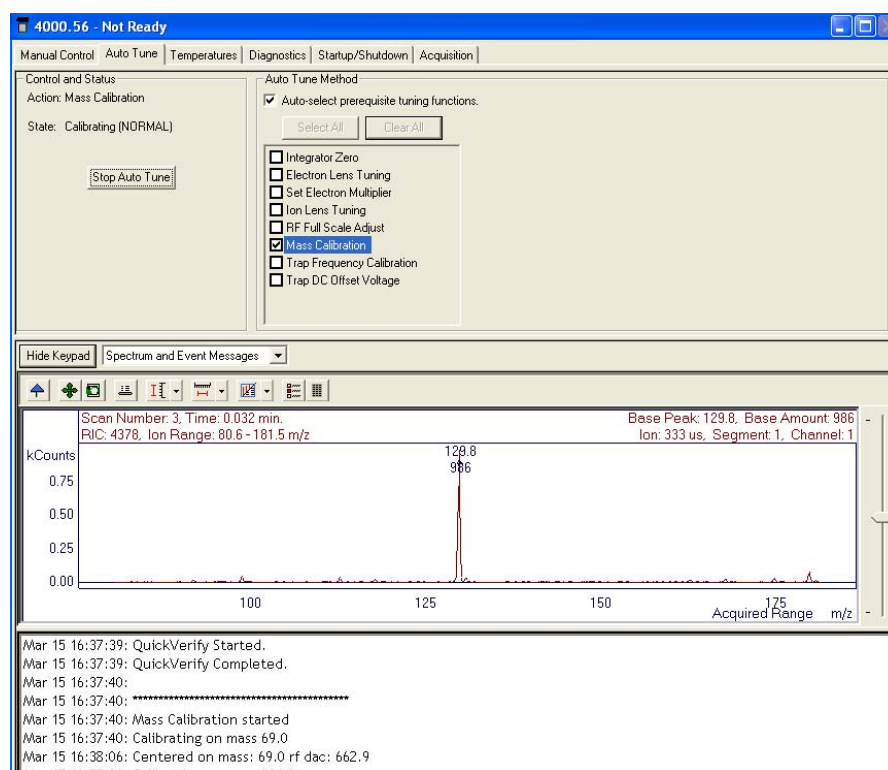 4000.56 - Not Ready
Manual Control Auto Tune Temperatures Diagnostics Startup/Shutdown Acquisition
Control and Status
Action: Mass Calibration
State: Calibrating (NORMAL)
Stop Auto Tune
Auto Tune Method
Auto-select prerequisite tuning functions.
Select All Clear All
Integrator Zero
Electron Lens Tuning
Set Electron Multiplier
Ion Lens Tuning
RF Full Scale Adjust
Mass Calibration
Trap Frequency Calibration
Trap DC Offset Voltage
Hide Keypad Spectrum and Event Messages
Scan Number: 3, Time: 0.032 min. Base Peak: 129.8, Base Amount: 986
RIC: 4378, Ion Range: 80.6 - 181.5 m/z Ion: 333 us, Segment: 1, Channel: 1
kCounts
129.8
986
0.75
0.50
0.25
0.00
100 125 150 175
Acquired Range m/z
Mar 15 16:37:39: QuickVerify Started.
Mar 15 16:37:39: QuickVerify Completed.
Mar 15 16:37:40:
Mar 15 16:37:40: ******************************************
Mar 15 16:37:40: Mass Calibration started
Mar 15 16:37:40: Calibrating on mass 69.0
Mar 15 16:38:06: Centered on mass: 69.0 rf dac: 662.9